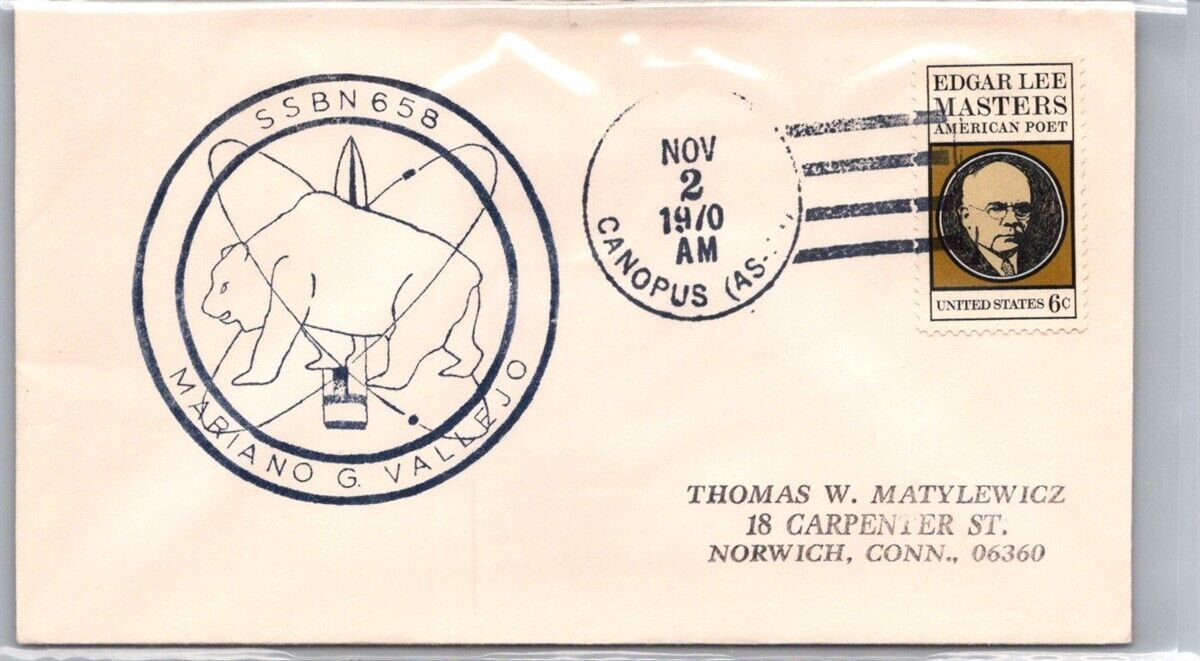 SSBN 658
MARIANO G. VALLEJO
NOV
2
1970
AM
CANOPUS (AS-
EDGAR LEE
MASTERS
AMERICAN POET
UNITED STATES 6c
THOMAS W. MATYLEWICZ
18 CARPENTER ST.
NORWICH, CONN., 06360